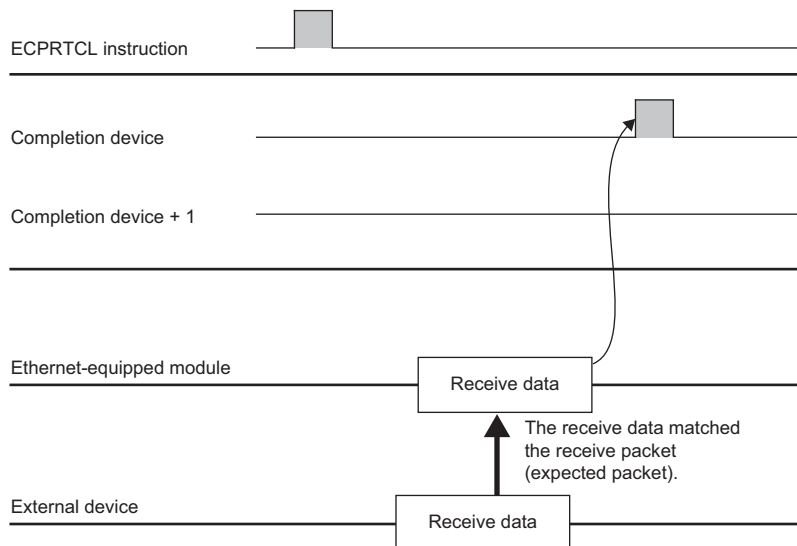 ECPRTCL instruction
Completion device
Completion device + 1
Ethernet-equipped module
Receive data
The receive data matched
the receive packet
(expected packet).
External device
Receive data